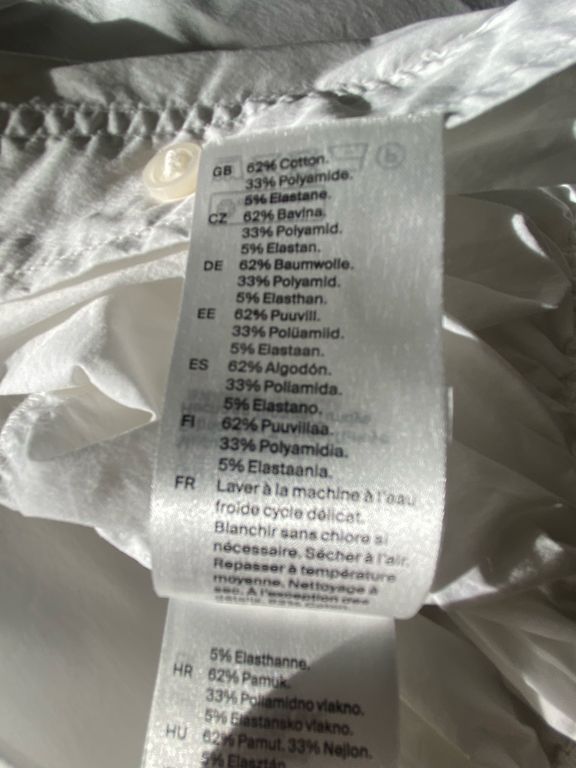 GB 62% Cotton.
33% Polyamide.
5% Elastane.
CZ 62% Bavlna.
33% Polyamid.
5% Elastan.
DE 62% Baumwolle.
33% Polyamid.
5% Elasthan.
EE 62% Puuvill.
33% Polüamiid.
5% Elastaan.
ES 62% Algodón.
33% Poliamida.
5% Elastano.
FI 62% Puuvillaa.
33% Polyamidia.
5% Elastaania.
FR Laver à la machine à l'eau
froide cycle délicat.
Blanchir sans chlore si
nécessaire. Sécher à l'air.
Repasser à température
moyenne. Nettoyage à
sec. A l'exception des
5% Elasthanne.
HR 62% Pamuk.
33% Poliamidno vlakno.
5% Elastansko vlakno.
HU 62% Pamut. 33% Nejlon.
5% Elasztán.